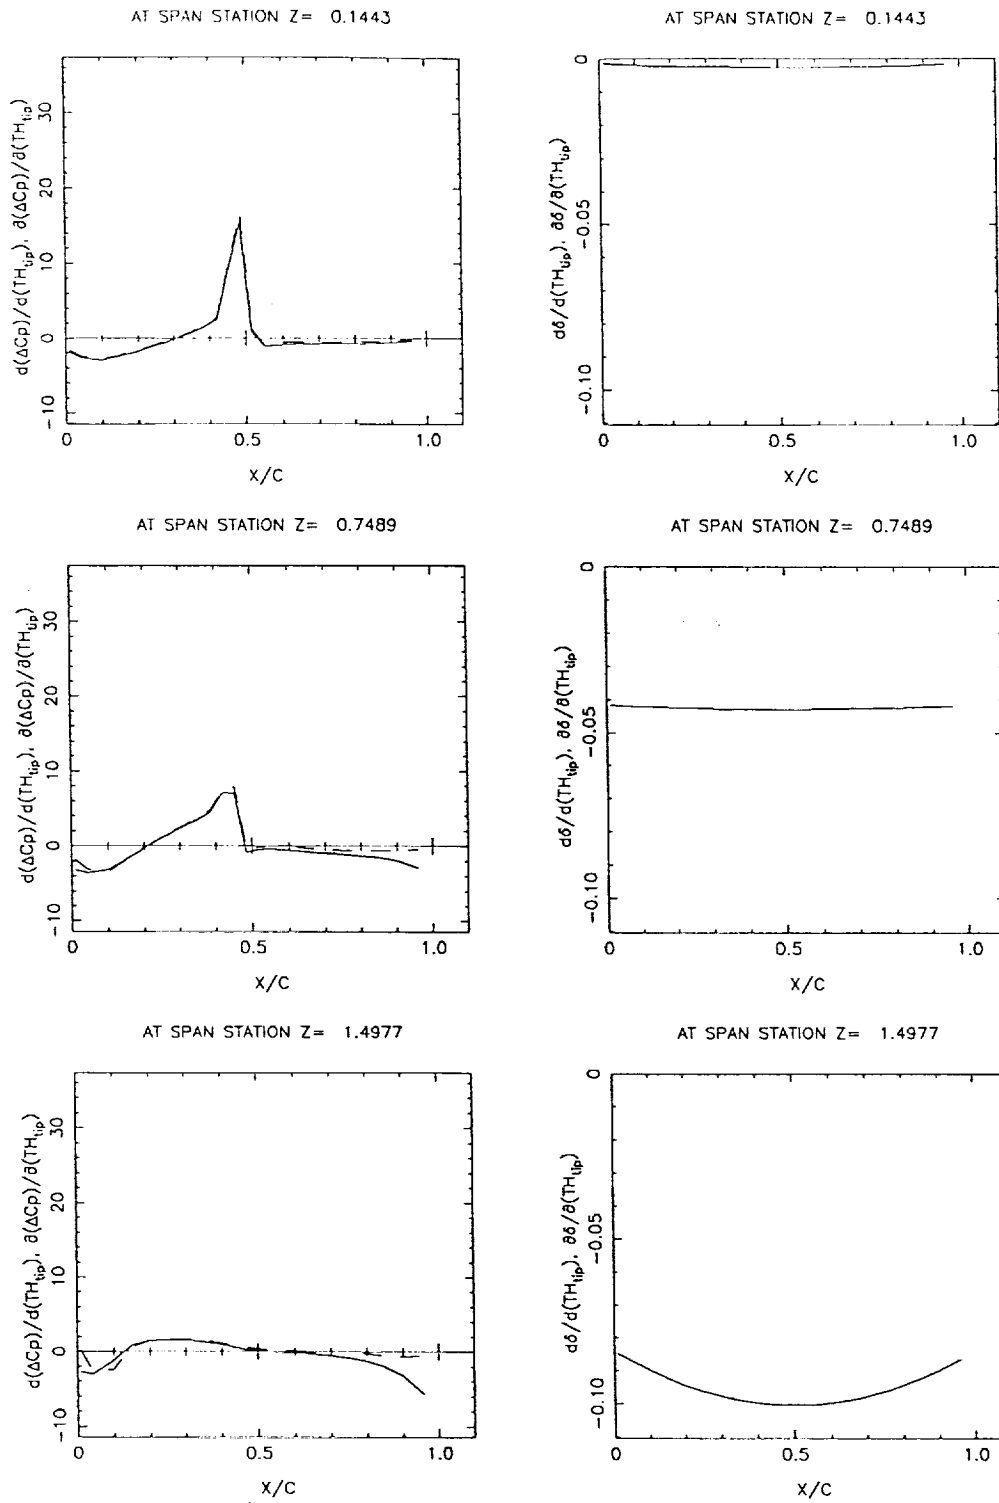 AT SPAN STATION Z= 0.1443
d(ΔCp)/d(TH_tip), ∂(ΔCp)/∂(TH_tip)
30
20
10
0
-10
0 0.5 1.0
X/C
AT SPAN STATION Z= 0.1443
dδ/d(TH_tip), ∂δ/∂(TH_tip)
0
-0.05
-0.10
0 0.5 1.0
X/C
AT SPAN STATION Z= 0.7489
d(ΔCp)/d(TH_tip), ∂(ΔCp)/∂(TH_tip)
30
20
10
0
-10
0 0.5 1.0
X/C
AT SPAN STATION Z= 0.7489
dδ/d(TH_tip), ∂δ/∂(TH_tip)
0
-0.05
-0.10
0 0.5 1.0
X/C
AT SPAN STATION Z= 1.4977
d(ΔCp)/d(TH_tip), ∂(ΔCp)/∂(TH_tip)
30
20
10
0
-10
0 0.5 1.0
X/C
AT SPAN STATION Z= 1.4977
dδ/d(TH_tip), ∂δ/∂(TH_tip)
0
-0.05
-0.10
0 0.5 1.0
X/C